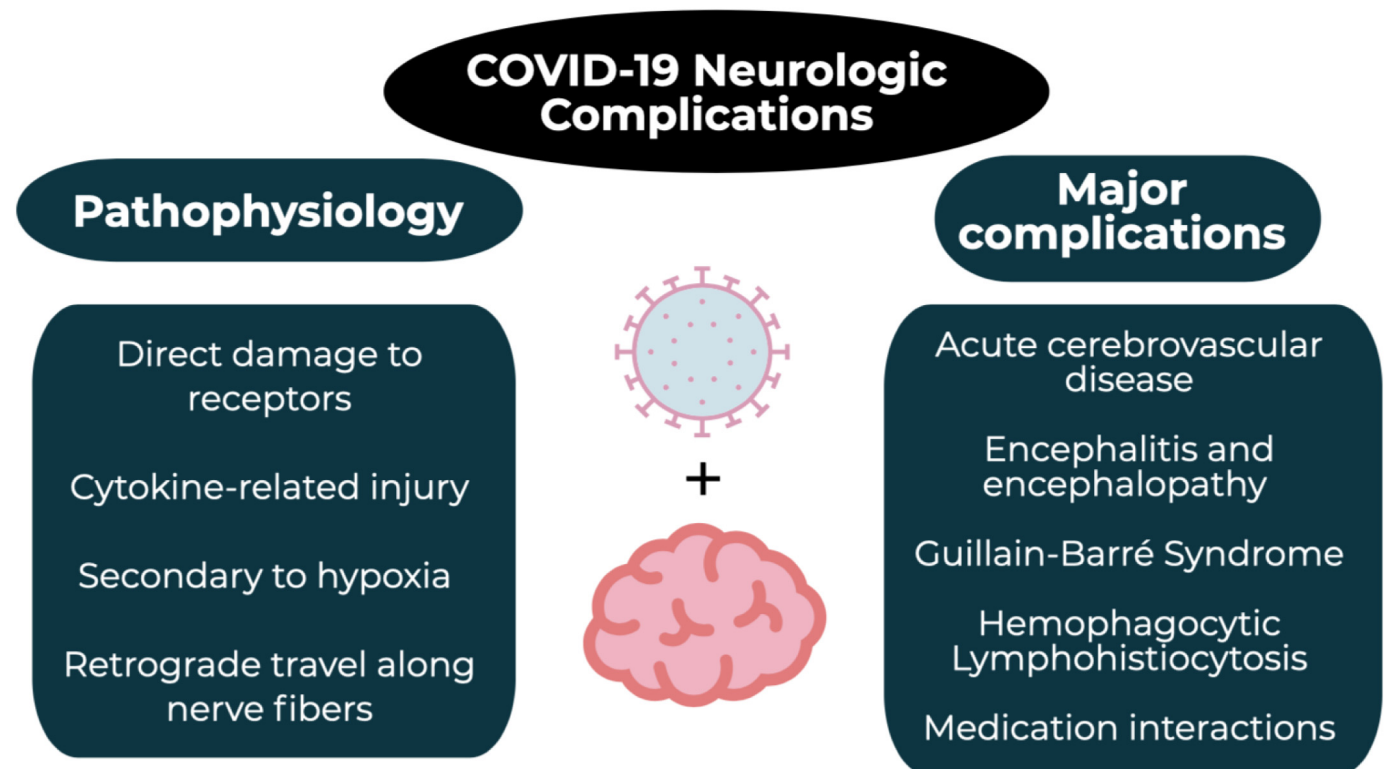 COVID-19 Neurologic
Complications
Pathophysiology
Direct damage to
receptors
Cytokine-related injury
Secondary to hypoxia
Retrograde travel along
nerve fibers
+
Major
complications
Acute cerebrovascular
disease
Encephalitis and
encephalopathy
Guillain-Barré Syndrome
Hemophagocytic
Lymphohistiocytosis
Medication interactions